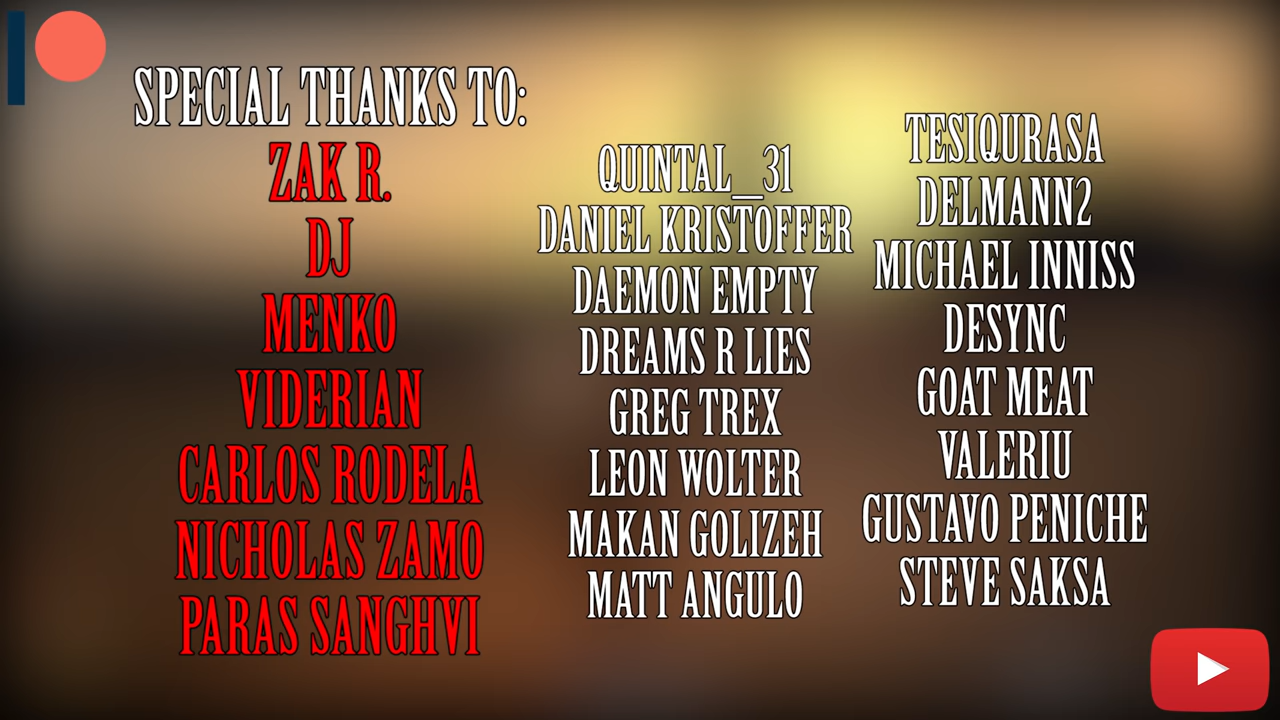 SPECIAL THANKS TO:
ZAK R.
DJ
MENKO
VIDERIAN
CARLOS RODELA
NICHOLAS ZAMO
PARAS SANGHVI
QUINTAL_31
DANIEL KRISTOFFER
DAEMON EMPTY
DREAMS R LIES
GREG TREX
LEON WOLTER
MAKAN GOLIZEH
MATT ANGULO
TESIQURASA
DELMANN2
MICHAEL INNISS
DESYNC
GOAT MEAT
VALERIU
GUSTAVO PENICHE
STEVE SAKSA